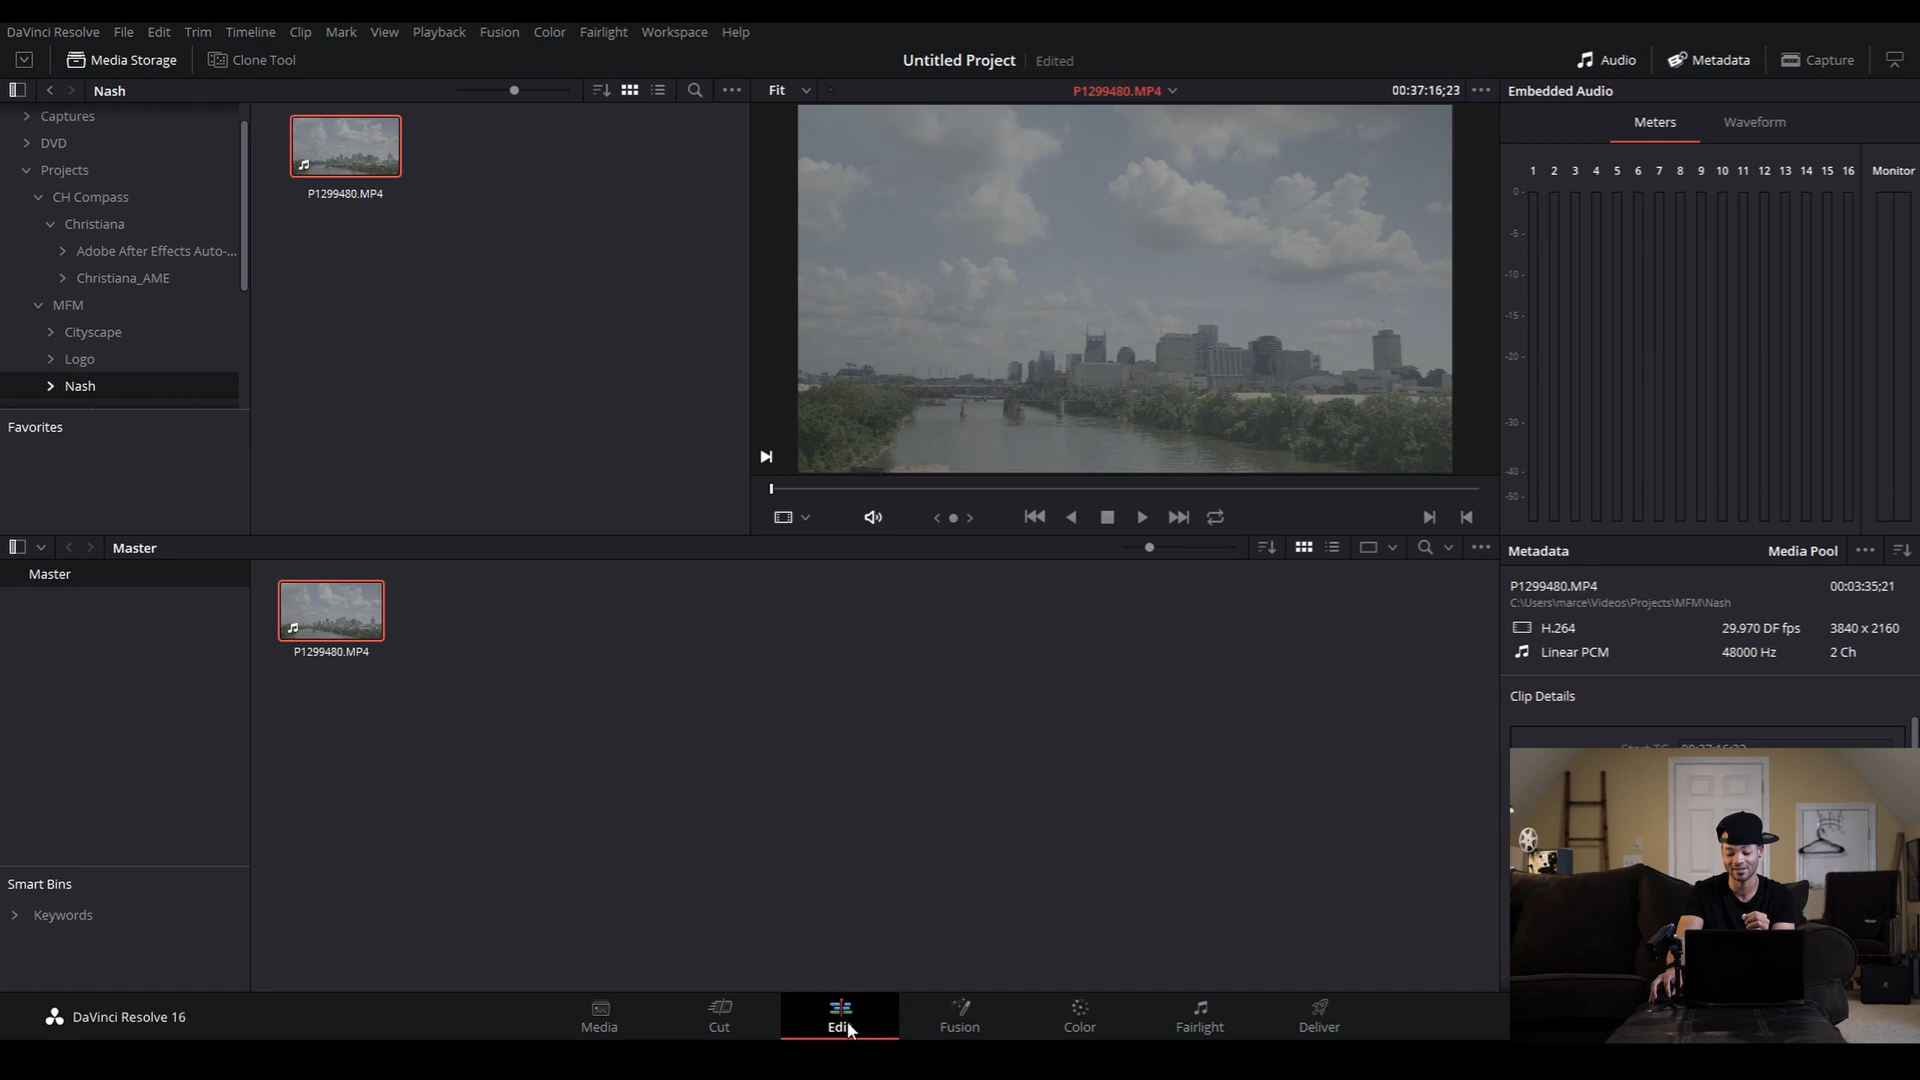 DaVinci Resolve File Edit Trim Timeline Clip Mark View Playback Fusion Color Fairlight Workspace Help
Media Storage Clone Tool Untitled Project Edited Audio Metadata Capture
Nash Fit P1299480.MP4 00:37:16;23 Embedded Audio
Captures
DVD
Projects
CH Compass
Christiana
Adobe After Effects Auto-...
Christiana_AME
MFM
Cityscape
Logo
Nash
Favorites
P1299480.MP4
Meters Waveform
1 2 3 4 5 6 7 8 9 10 11 12 13 14 15 16 Monitor
0
-5
-10
-15
-20
-30
-40
-50
Master
Master
P1299480.MP4
Smart Bins
Keywords
Metadata Media Pool
P1299480.MP4 00:03:35;21
C:\Users\marce\Videos\Projects\MFM\Nash
H.264 29.970 DF fps 3840 x 2160
Linear PCM 48000 Hz 2 Ch
Clip Details
DaVinci Resolve 16
Media Cut Edit Fusion Color Fairlight Deliver